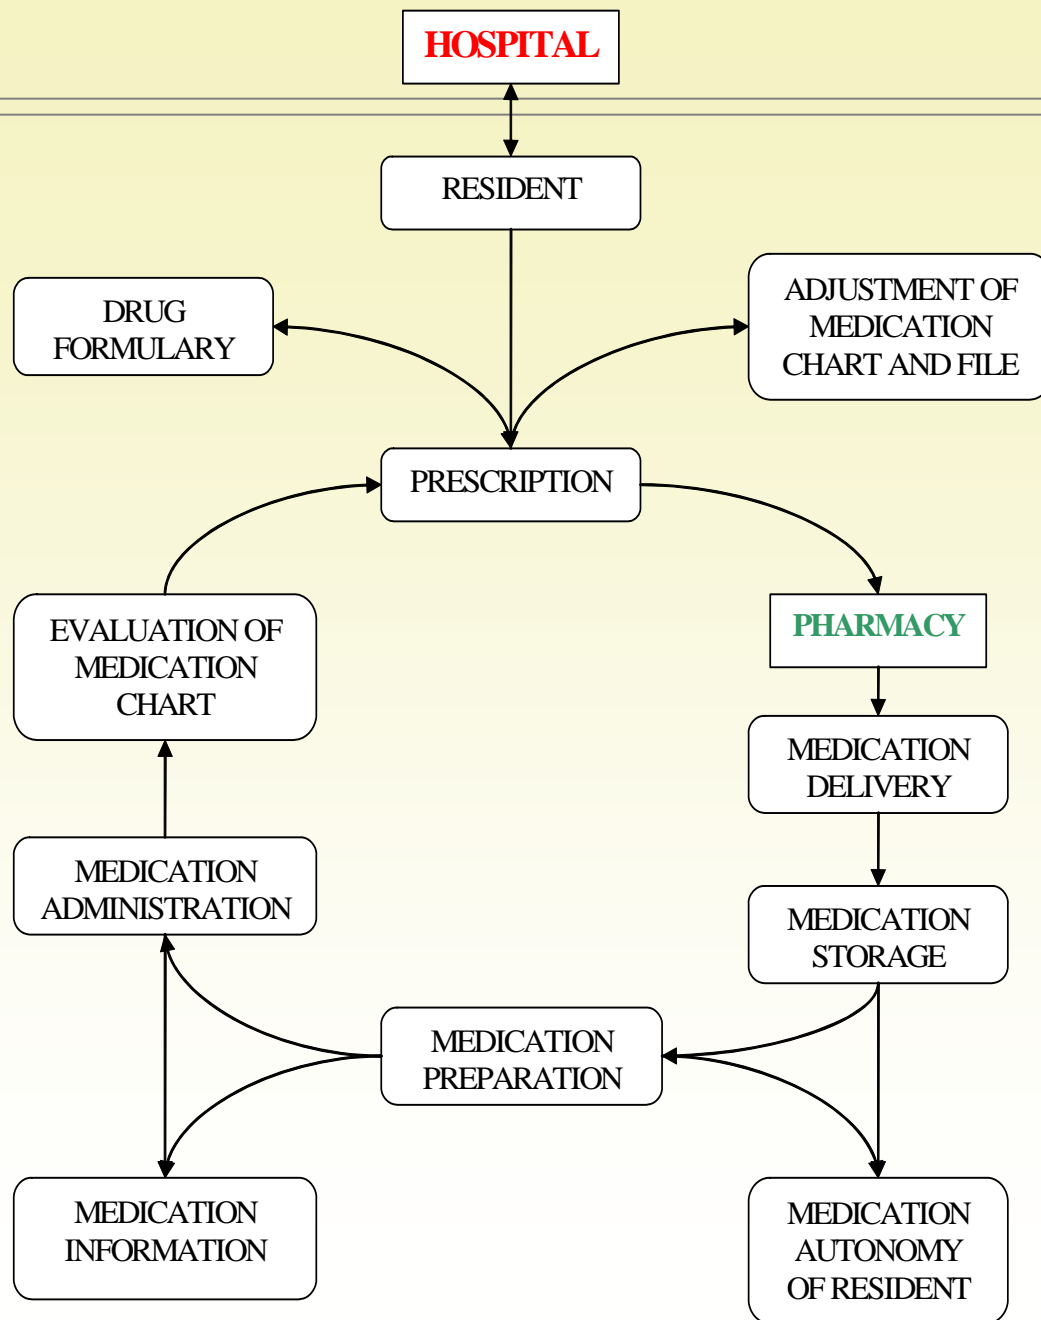 HOSPITAL
RESIDENT
DRUG
FORMULARY
ADJUSTMENT OF
MEDICATION
CHART AND FILE
PRESCRIPTION
EVALUATION OF
MEDICATION
CHART
PHARMACY
MEDICATION
DELIVERY
MEDICATION
ADMINISTRATION
MEDICATION
STORAGE
MEDICATION
PREPARATION
MEDICATION
INFORMATION
MEDICATION
AUTONOMY
OF RESIDENT